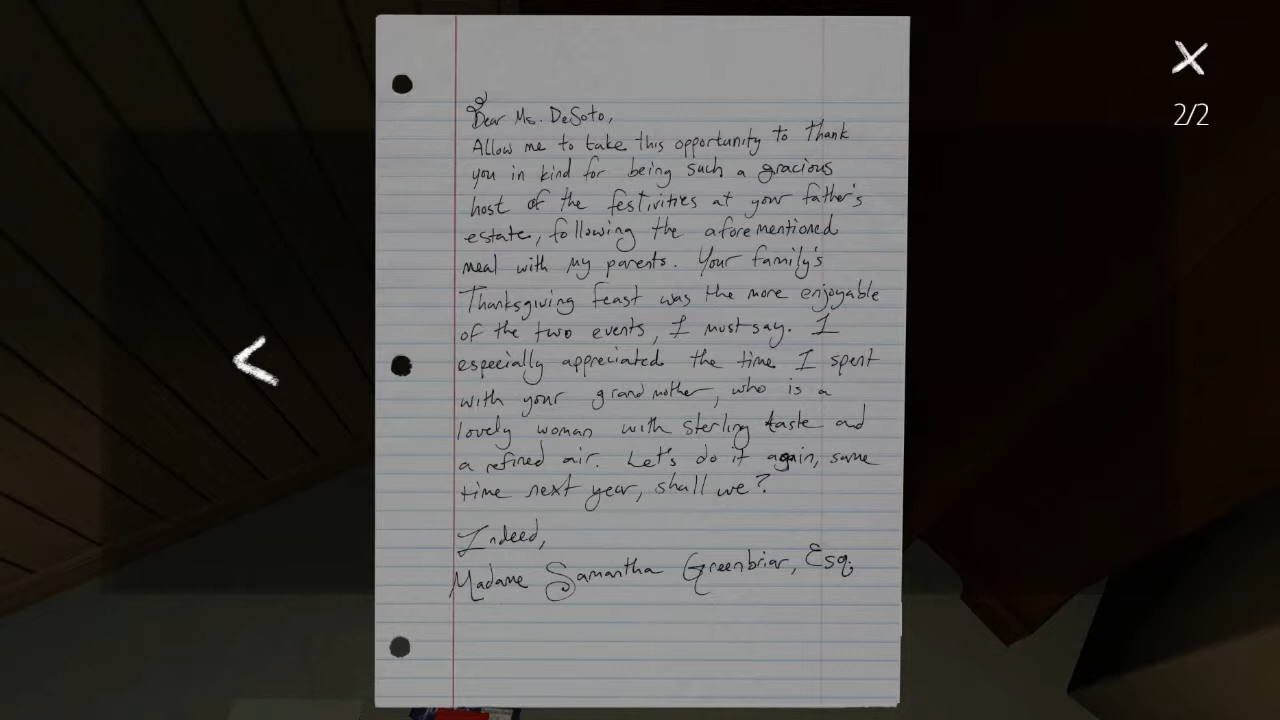 Dear Ms. DeSoto,
Allow me to take this opportunity to thank
you in kind for being such a gracious
host of the festivities at your father's
estate, following the aforementioned
meal with my parents. Your family's
Thanksgiving feast was the more enjoyable
of the two events, I must say. I
especially appreciated the time I spent
with your grandmother, who is a
lovely woman with sterling taste and
a refined air. Let's do it again, same
time next year, shall we?
Indeed,
Madame Samantha Greenbriar, Esq.
2/2